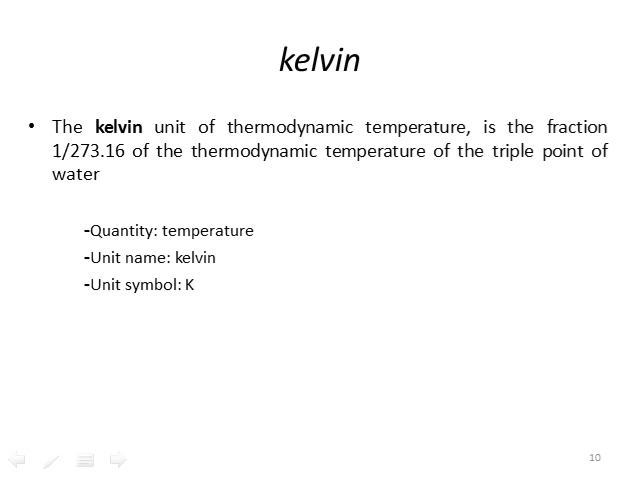 kelvin
• The kelvin unit of thermodynamic temperature, is the fraction
1/273.16 of the thermodynamic temperature of the triple point of
water
-Quantity: temperature
-Unit name: kelvin
-Unit symbol: K
10